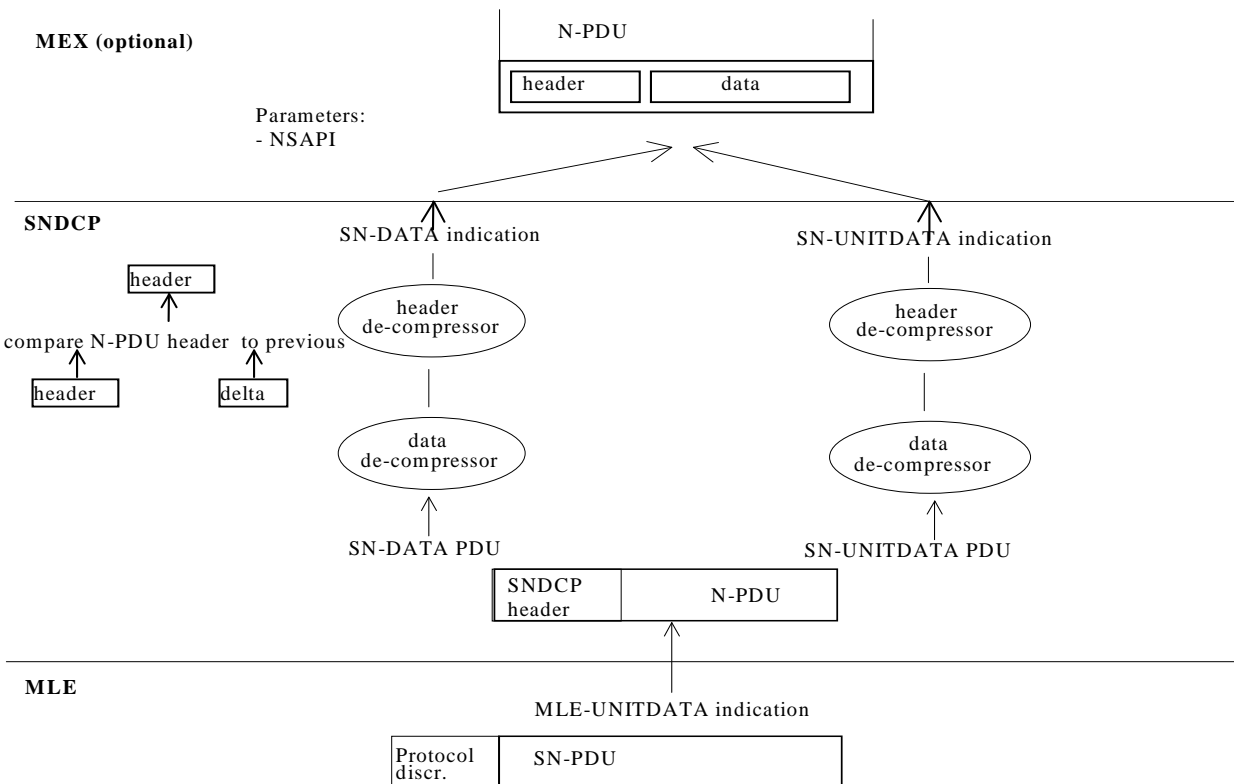 MEX (optional)
N-PDU
header
data
Parameters:
- NSAPI
SNDCP
SN-DATA indication
SN-UNITDATA indication
header
header
de-compressor
header
de-compressor
compare N-PDU header to previous
header
delta
data
de-compressor
data
de-compressor
SN-DATA PDU
SN-UNITDATA PDU
SNDCP
header
N-PDU
MLE
MLE-UNITDATA indication
Protocol
discr.
SN-PDU